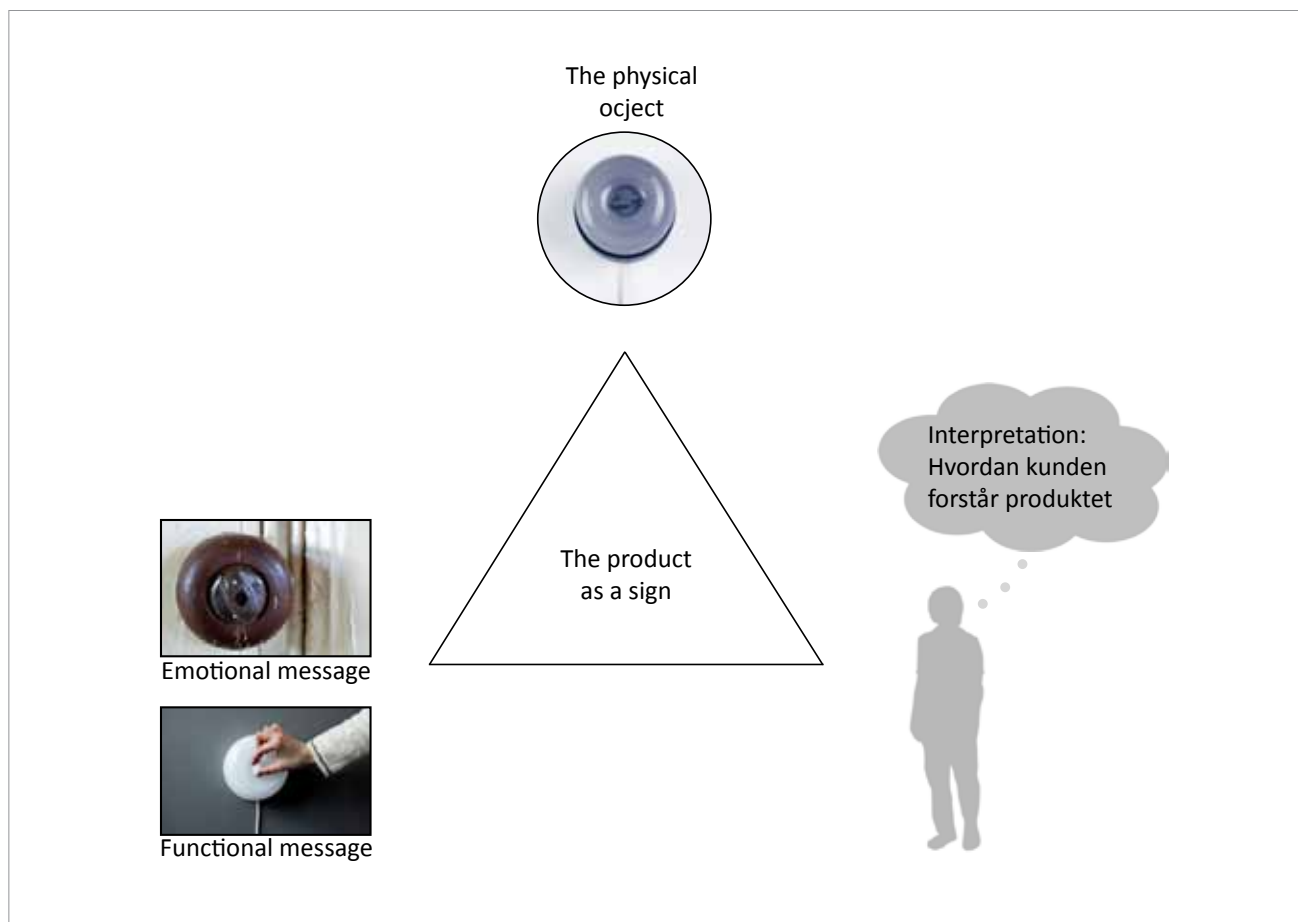 The physical
ocject
Interpretation:
Hvordan kunden
forstår produktet
The product
as a sign
Emotional message
Functional message